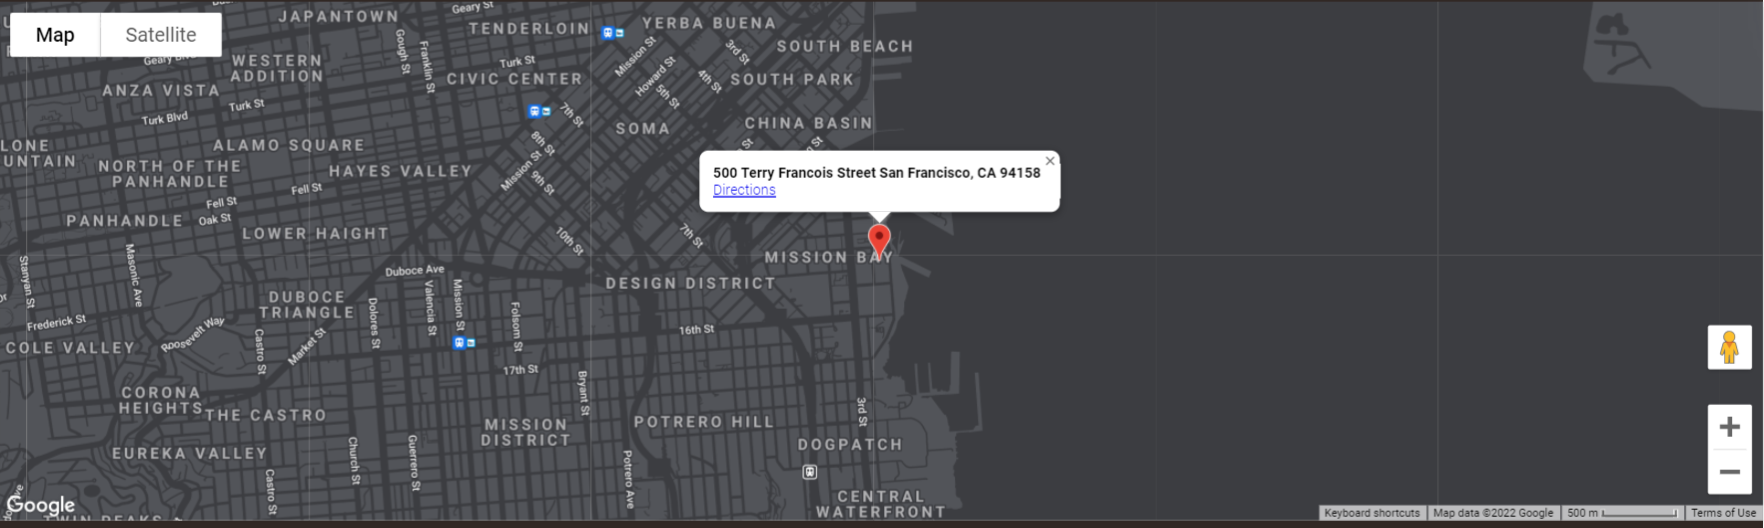 JAPANTOWN
Geary St
TENDERLOIN
YERBA BUENA
Map
Satellite
Gough St
Franklin St
Mission St
3rd St
SOUTH BEACH
WESTERN
ADDITION
Turk St
CIVIC CENTER
Howard St
4th St
SOUTH PARK
ANZA VISTA
Turk St
5th St
Turk Blvd
7th St
SOMA
CHINA BASIN
LONE
UNTAIN
ALAMO SQUARE
8th St
NORTH OF THE
PANHANDLE
HAYES VALLEY
Mission St
9th St
500 Terry Francois Street San Francisco, CA 94158
Directions
Fell St
Fell St
PANHANDLE
Oak St
LOWER HAIGHT
10th St
7th St
Masonic Ave
Stanyan St
MISSION BAY
Duboce Ave
DESIGN DISTRICT
DUBOCE
TRIANGLE
Dolores St
Valencia St
Mission St
Folsom St
Frederick St
Roosevelt Way
Market St
16th St
COLE VALLEY
Castro St
17th St
CORONA
HEIGHTS
THE CASTRO
Bryant St
3rd St
MISSION
DISTRICT
POTRERO HILL
DOGPATCH
EUREKA VALLEY
Church St
Guerrero St
Castro St
Potrero Ave
Google
TWIN PEAKS
CENTRAL
WATERFRONT
Keyboard shortcuts
Map data ©2022 Google
500 m
Terms of Use